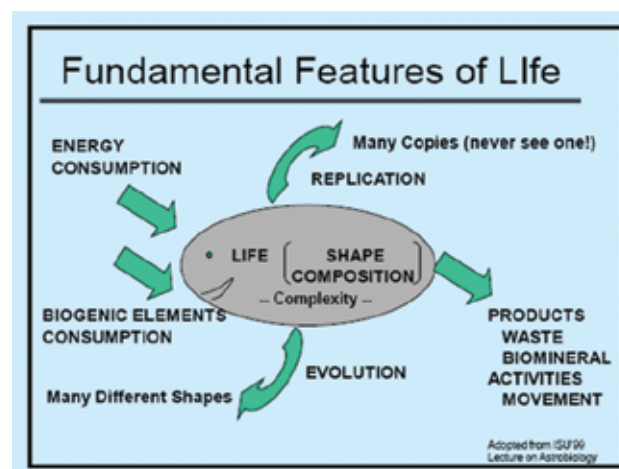 Fundamental Features of LIfe
ENERGY
CONSUMPTION
Many Copies (never see one!)
REPLICATION
LIFE
SHAPE
COMPOSITION
-- Complexity --
BIOGENIC ELEMENTS
CONSUMPTION
PRODUCTS
WASTE
BIOMINERAL
ACTIVITIES
MOVEMENT
EVOLUTION
Many Different Shapes
Adopted from ISU'99
Lecture on Astrobiology